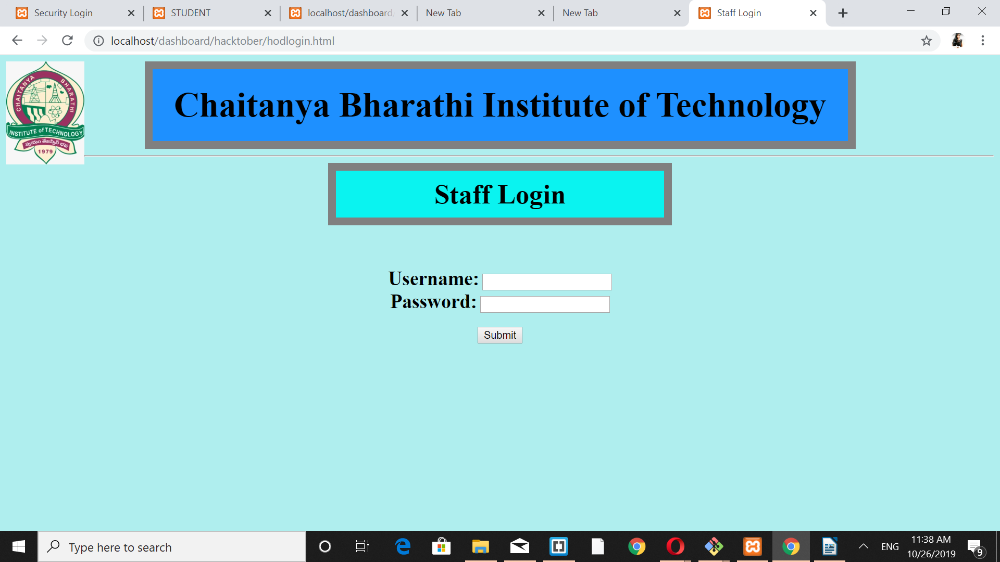 Security Login
STUDENT
localhost/dashboard/
New Tab
New Tab
Staff Login
localhost/dashboard/hacktober/hodlogin.html
CHAITANYA BHARATHI
INSTITUTE of TECHNOLOGY
స్వయం తేజస్విన్ భవ
1979
Chaitanya Bharathi Institute of Technology
Staff Login
Username:
Password:
Submit
Type here to search
ENG
11:38 AM
10/26/2019
9